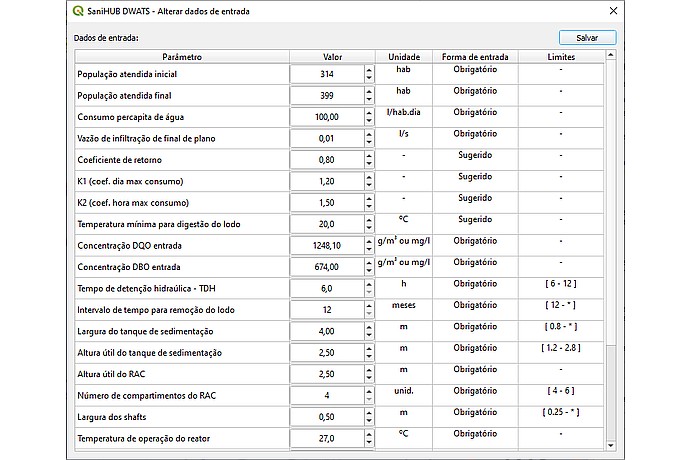 SaniHUB DWATS - Alterar dados de entrada
Dados de entrada: Salvar
Parâmetro Valor Unidade Forma de entrada Limites
População atendida inicial 314 hab Obrigatório -
População atendida final 399 hab Obrigatório -
Consumo percapita de água 100,00 l/hab.dia Obrigatório -
Vazão de infiltração de final de plano 0,01 l/s Obrigatório -
Coeficiente de retorno 0,80 - Sugerido -
K1 (coef. dia max consumo) 1,20 - Sugerido -
K2 (coef. hora max consumo) 1,50 - Sugerido -
Temperatura mínima para digestão do lodo 20,0 ºC Sugerido -
Concentração DQO entrada 1248,10 g/m³ ou mg/l Obrigatório -
Concentração DBO entrada 674,00 g/m³ ou mg/l Obrigatório -
Tempo de detenção hidráulica - TDH 6,0 h Obrigatório [ 6 - 12 ]
Intervalo de tempo para remoção do lodo 12 meses Obrigatório [ 12 - * ]
Largura do tanque de sedimentação 4,00 m Obrigatório [ 0.8 - * ]
Altura útil do tanque de sedimentação 2,50 m Obrigatório [ 1.2 - 2.8 ]
Altura útil do RAC 2,50 m Obrigatório -
Número de compartimentos do RAC 4 unid. Obrigatório [ 4 - 6 ]
Largura dos shafts 0,50 m Obrigatório [ 0.25 - * ]
Temperatura de operação do reator 27,0 ºC Obrigatório -